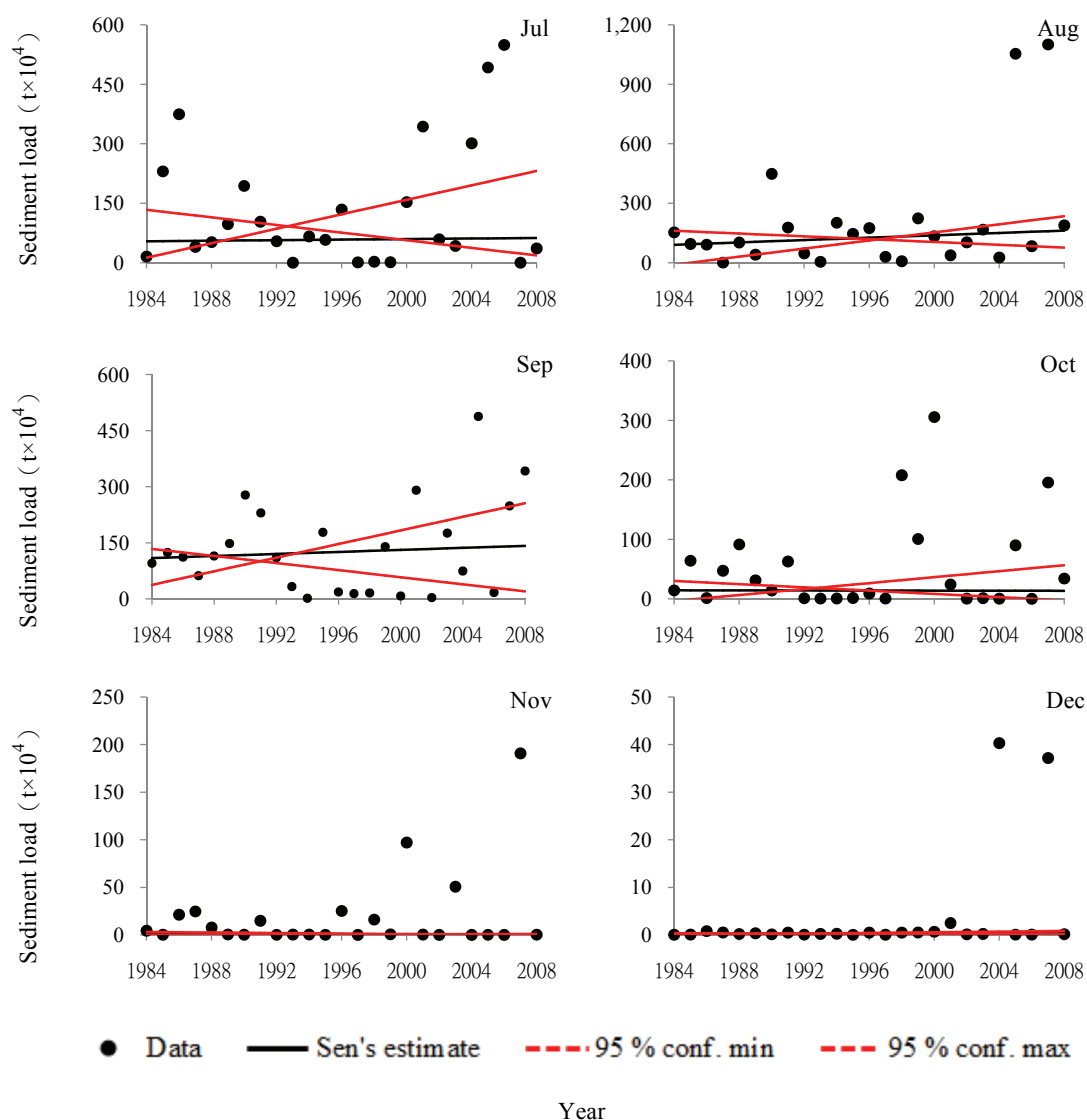 Jul
Sediment load (t×10⁴)
600
450
300
150
0
1984 1988 1992 1996 2000 2004 2008
Aug
1,200
900
600
300
0
1984 1988 1992 1996 2000 2004 2008
Sep
Sediment load (t×10⁴)
600
450
300
150
0
1984 1988 1992 1996 2000 2004 2008
Oct
400
300
200
100
0
1984 1988 1992 1996 2000 2004 2008
Nov
Sediment load (t×10⁴)
250
200
150
100
50
0
1984 1988 1992 1996 2000 2004 2008
Dec
50
40
30
20
10
0
1984 1988 1992 1996 2000 2004 2008
Data Sen's estimate 95 % conf. min 95 % conf. max
Year